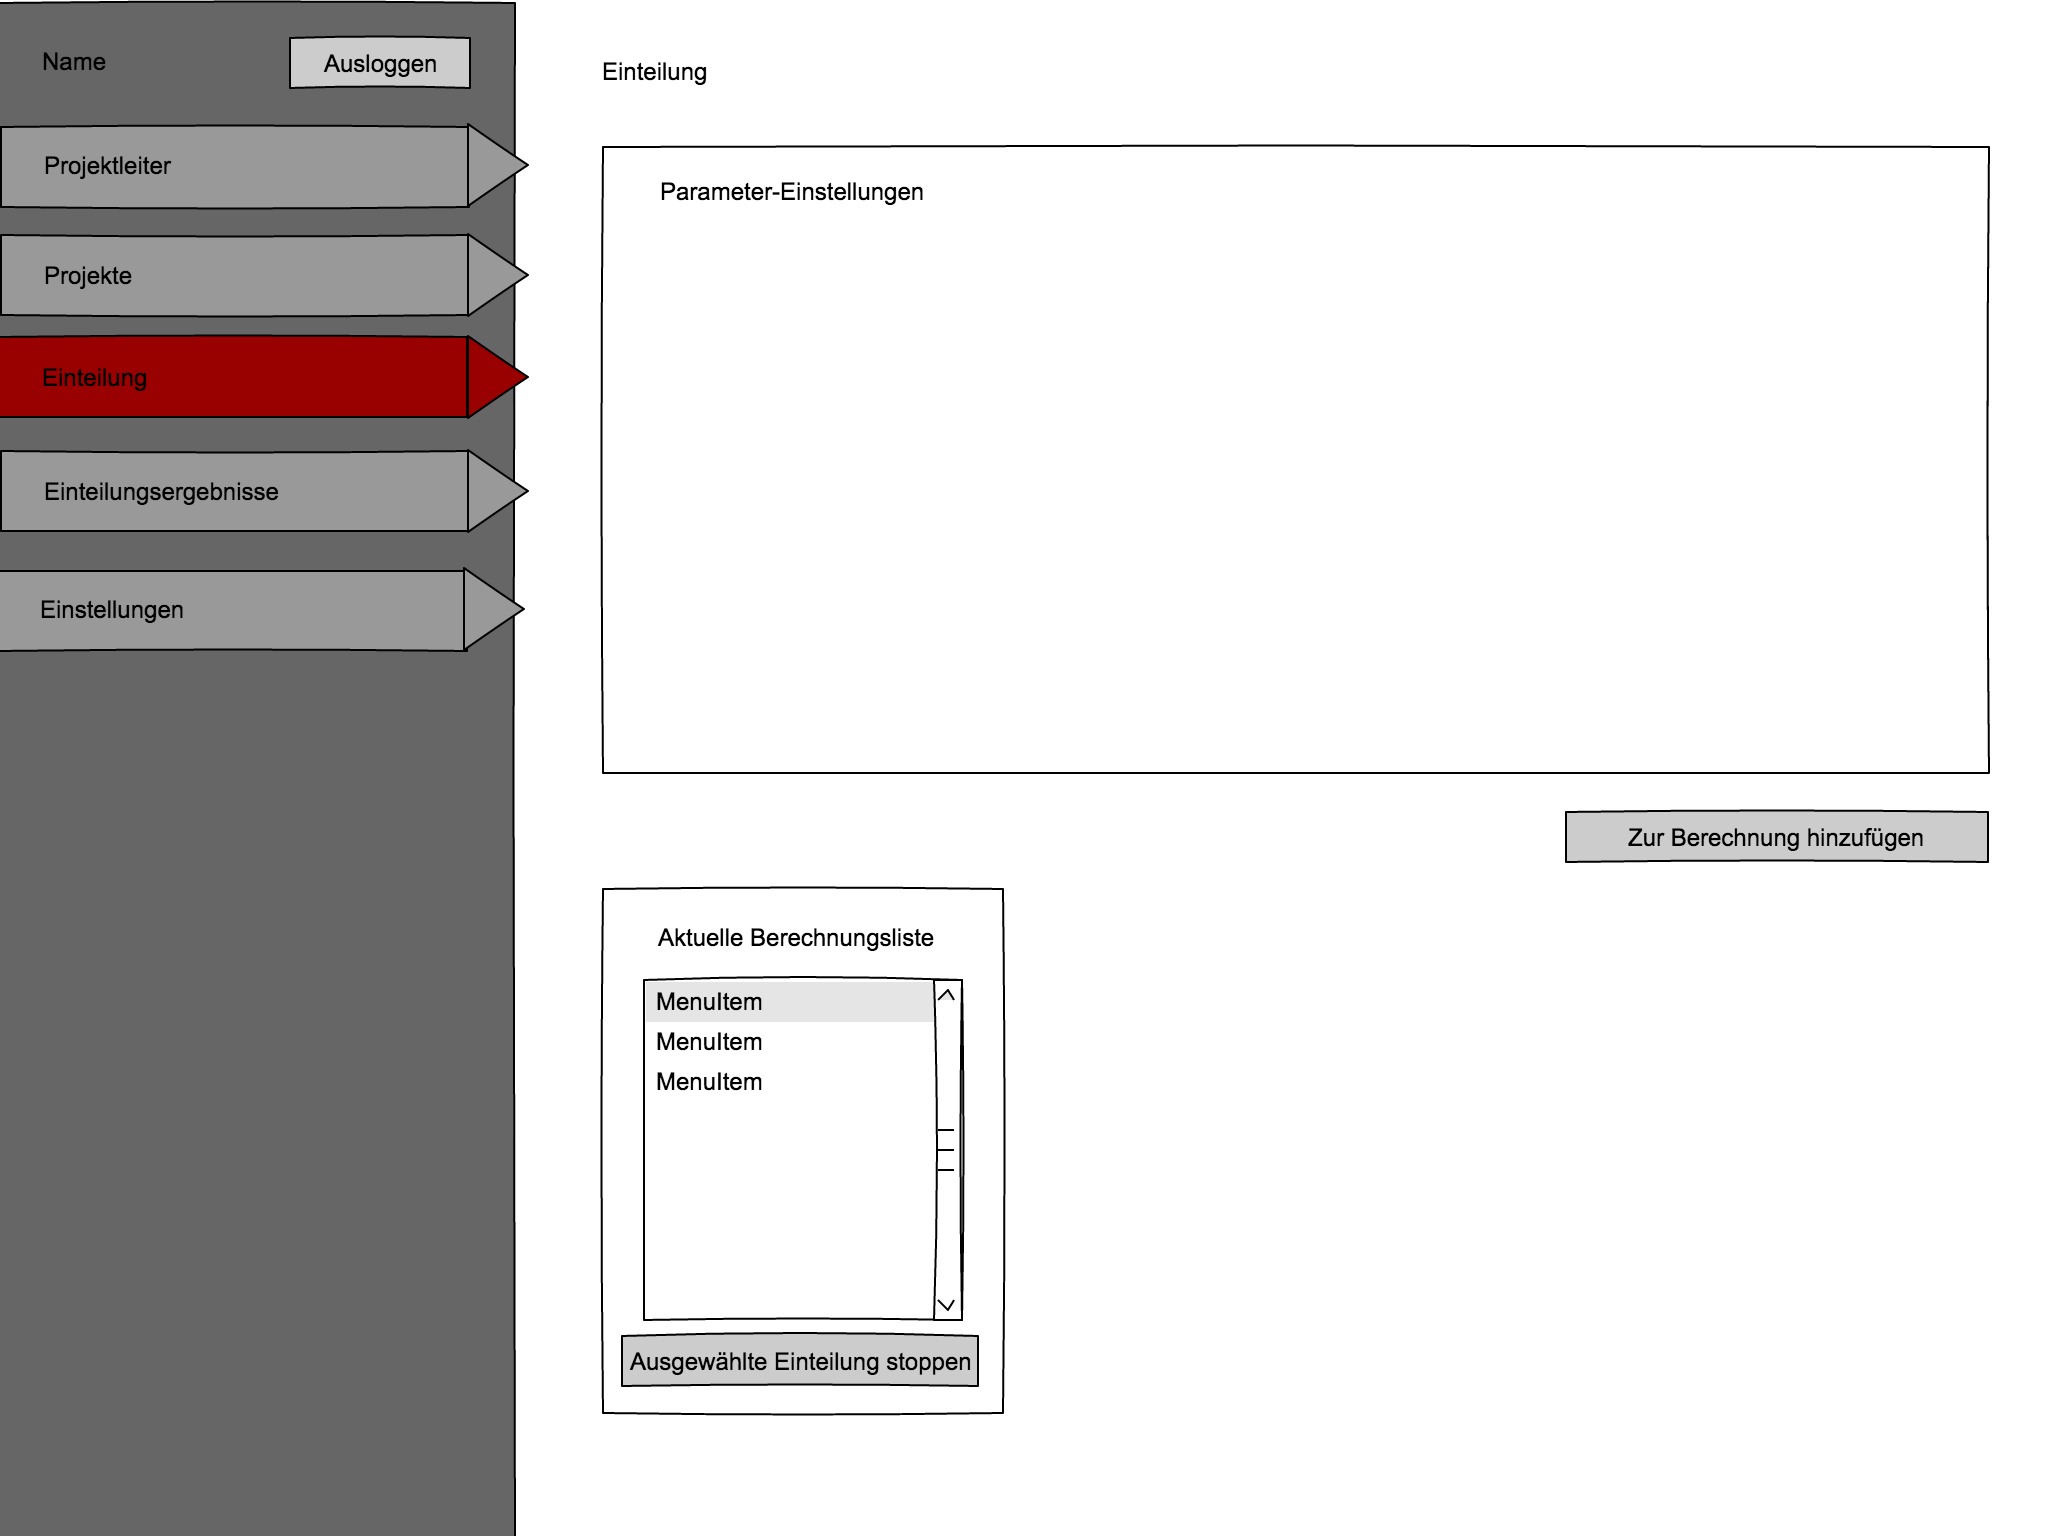 Name
Ausloggen
Projektleiter
Projekte
Einteilung
Einteilungsergebnisse
Einstellungen
Einteilung
Parameter-Einstellungen
Zur Berechnung hinzufügen
Aktuelle Berechnungsliste
MenuItem
MenuItem
MenuItem
Ausgewählte Einteilung stoppen